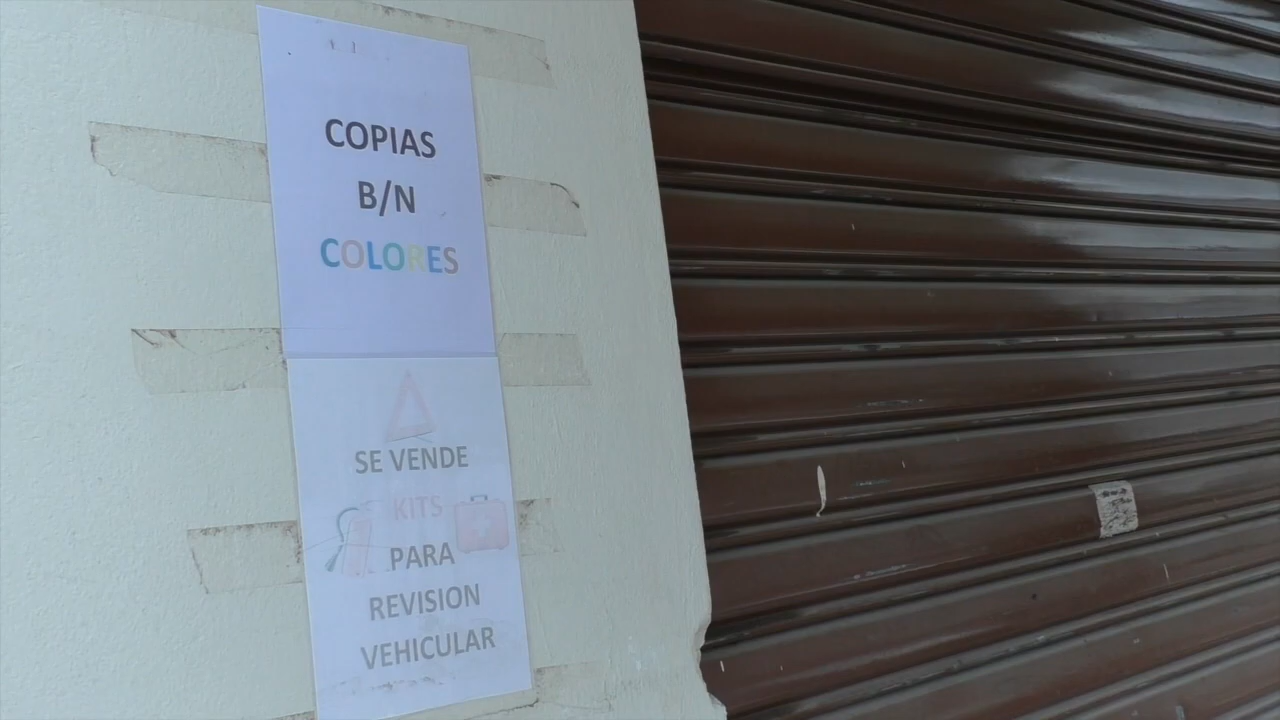 COPIAS
B/N
COLORES
SE VENDE
KITS
PARA
REVISION
VEHICULAR